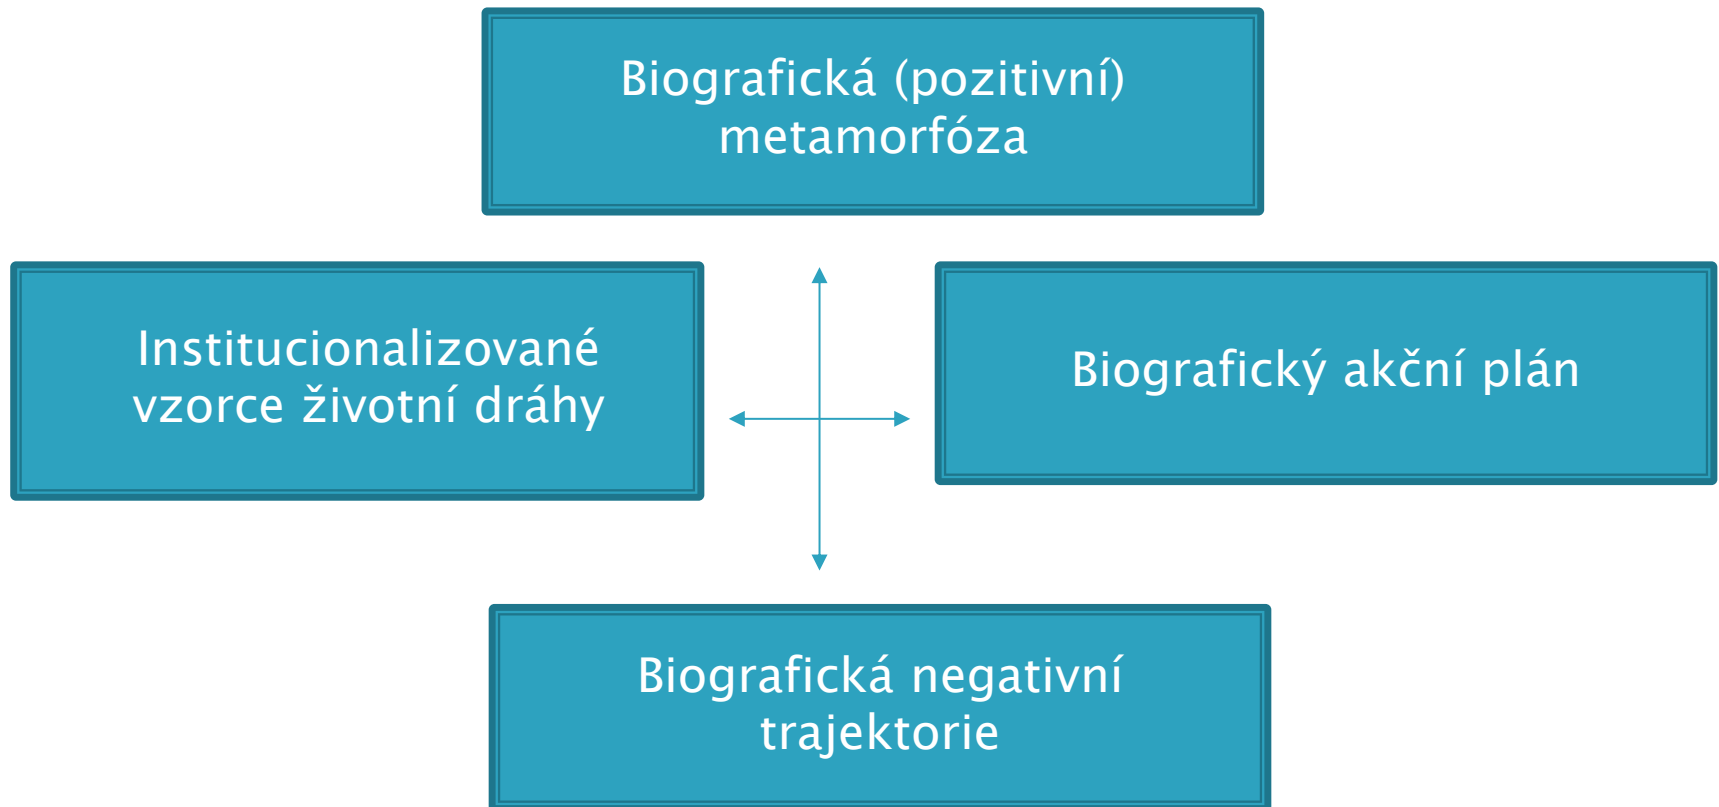 Biografická (pozitivní)
metamorfóza
Institucionalizované
vzorce životní dráhy
Biografický akční plán
Biografická negativní
trajektorie